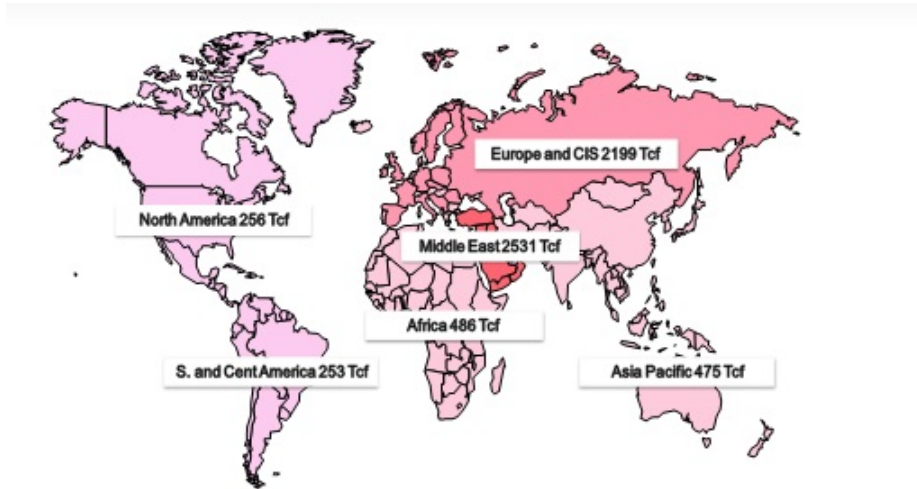 Europe and CIS 2199 Tcf
North America 256 Tcf
Middle East 2531 Tcf
Africa 486 Tcf
S. and Cent America 253 Tcf
Asia Pacific 475 Tcf